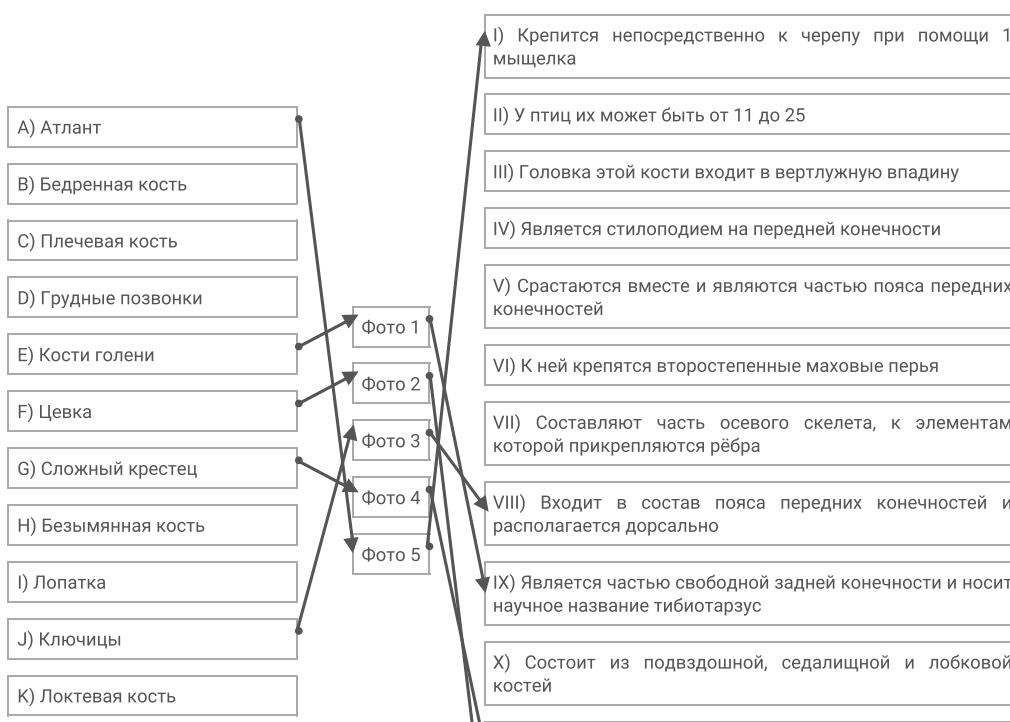 A) Атлант
B) Бедренная кость
C) Плечевая кость
D) Грудные позвонки
E) Кости голени
F) Цевка
G) Сложный крестец
H) Безымянная кость
I) Лопатка
J) Ключицы
K) Локтевая кость
Фото 1
Фото 2
Фото 3
Фото 4
Фото 5
I) Крепится непосредственно к черепу при помощи 1
мыщелка
II) У птиц их может быть от 11 до 25
III) Головка этой кости входит в вертлужную впадину
IV) Является стилоподием на передней конечности
V) Срастаются вместе и являются частью пояса передних
конечностей
VI) К ней крепятся второстепенные маховые перья
VII) Составляют часть осевого скелета, к элементам
которой прикрепляются рёбра
VIII) Входит в состав пояса передних конечностей и
располагается дорсально
IX) Является частью свободной задней конечности и носит
научное название тибиотарзус
X) Состоит из подвздошной, седалищной и лобковой
костей